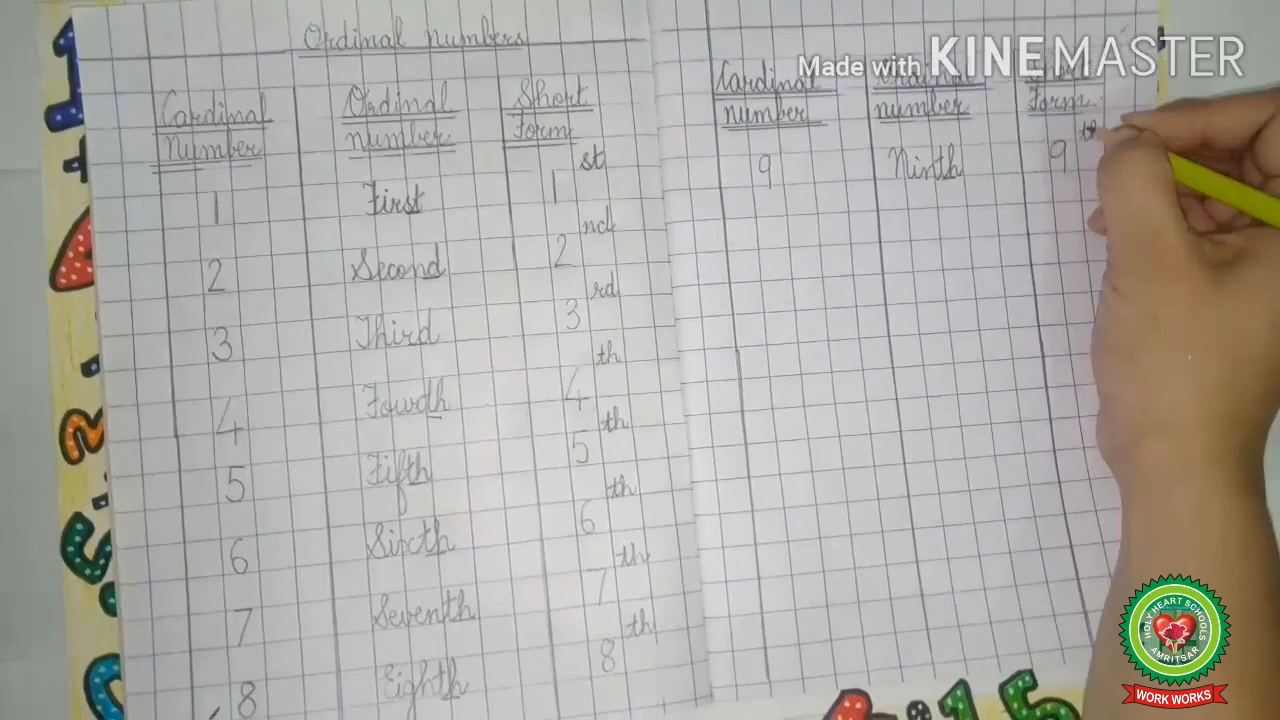 Ordinal numbers
Cardinal Number Ordinal number Short Form
1 First 1st
2 Second 2nd
3 Third 3rd
4 Fourth 4th
5 Fifth 5th
6 Sixth 6th
7 Seventh 7th
8 Eighth 8th
Made with KINEMASTER
Cardinal number Ordinal number Form
9 Ninth 9th
HOLY HEART SCHOOLS
AMRITSAR
WORK WORKS